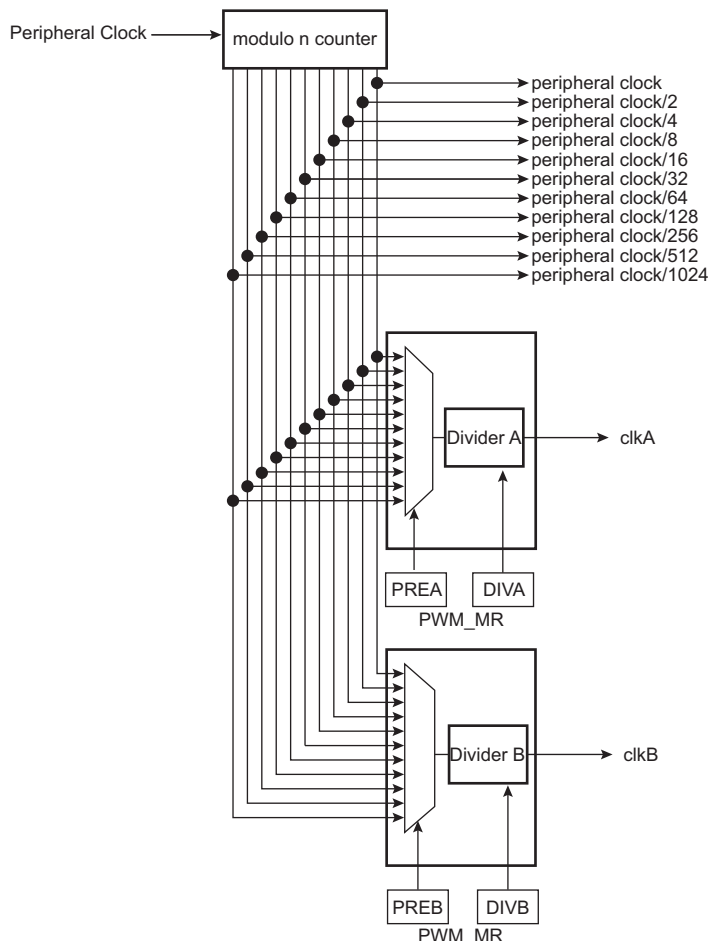 Peripheral Clock
modulo n counter
peripheral clock
peripheral clock/2
peripheral clock/4
peripheral clock/8
peripheral clock/16
peripheral clock/32
peripheral clock/64
peripheral clock/128
peripheral clock/256
peripheral clock/512
peripheral clock/1024
Divider A
clkA
PREA
DIVA
PWM_MR
Divider B
clkB
PREB
DIVB
PWM_MR